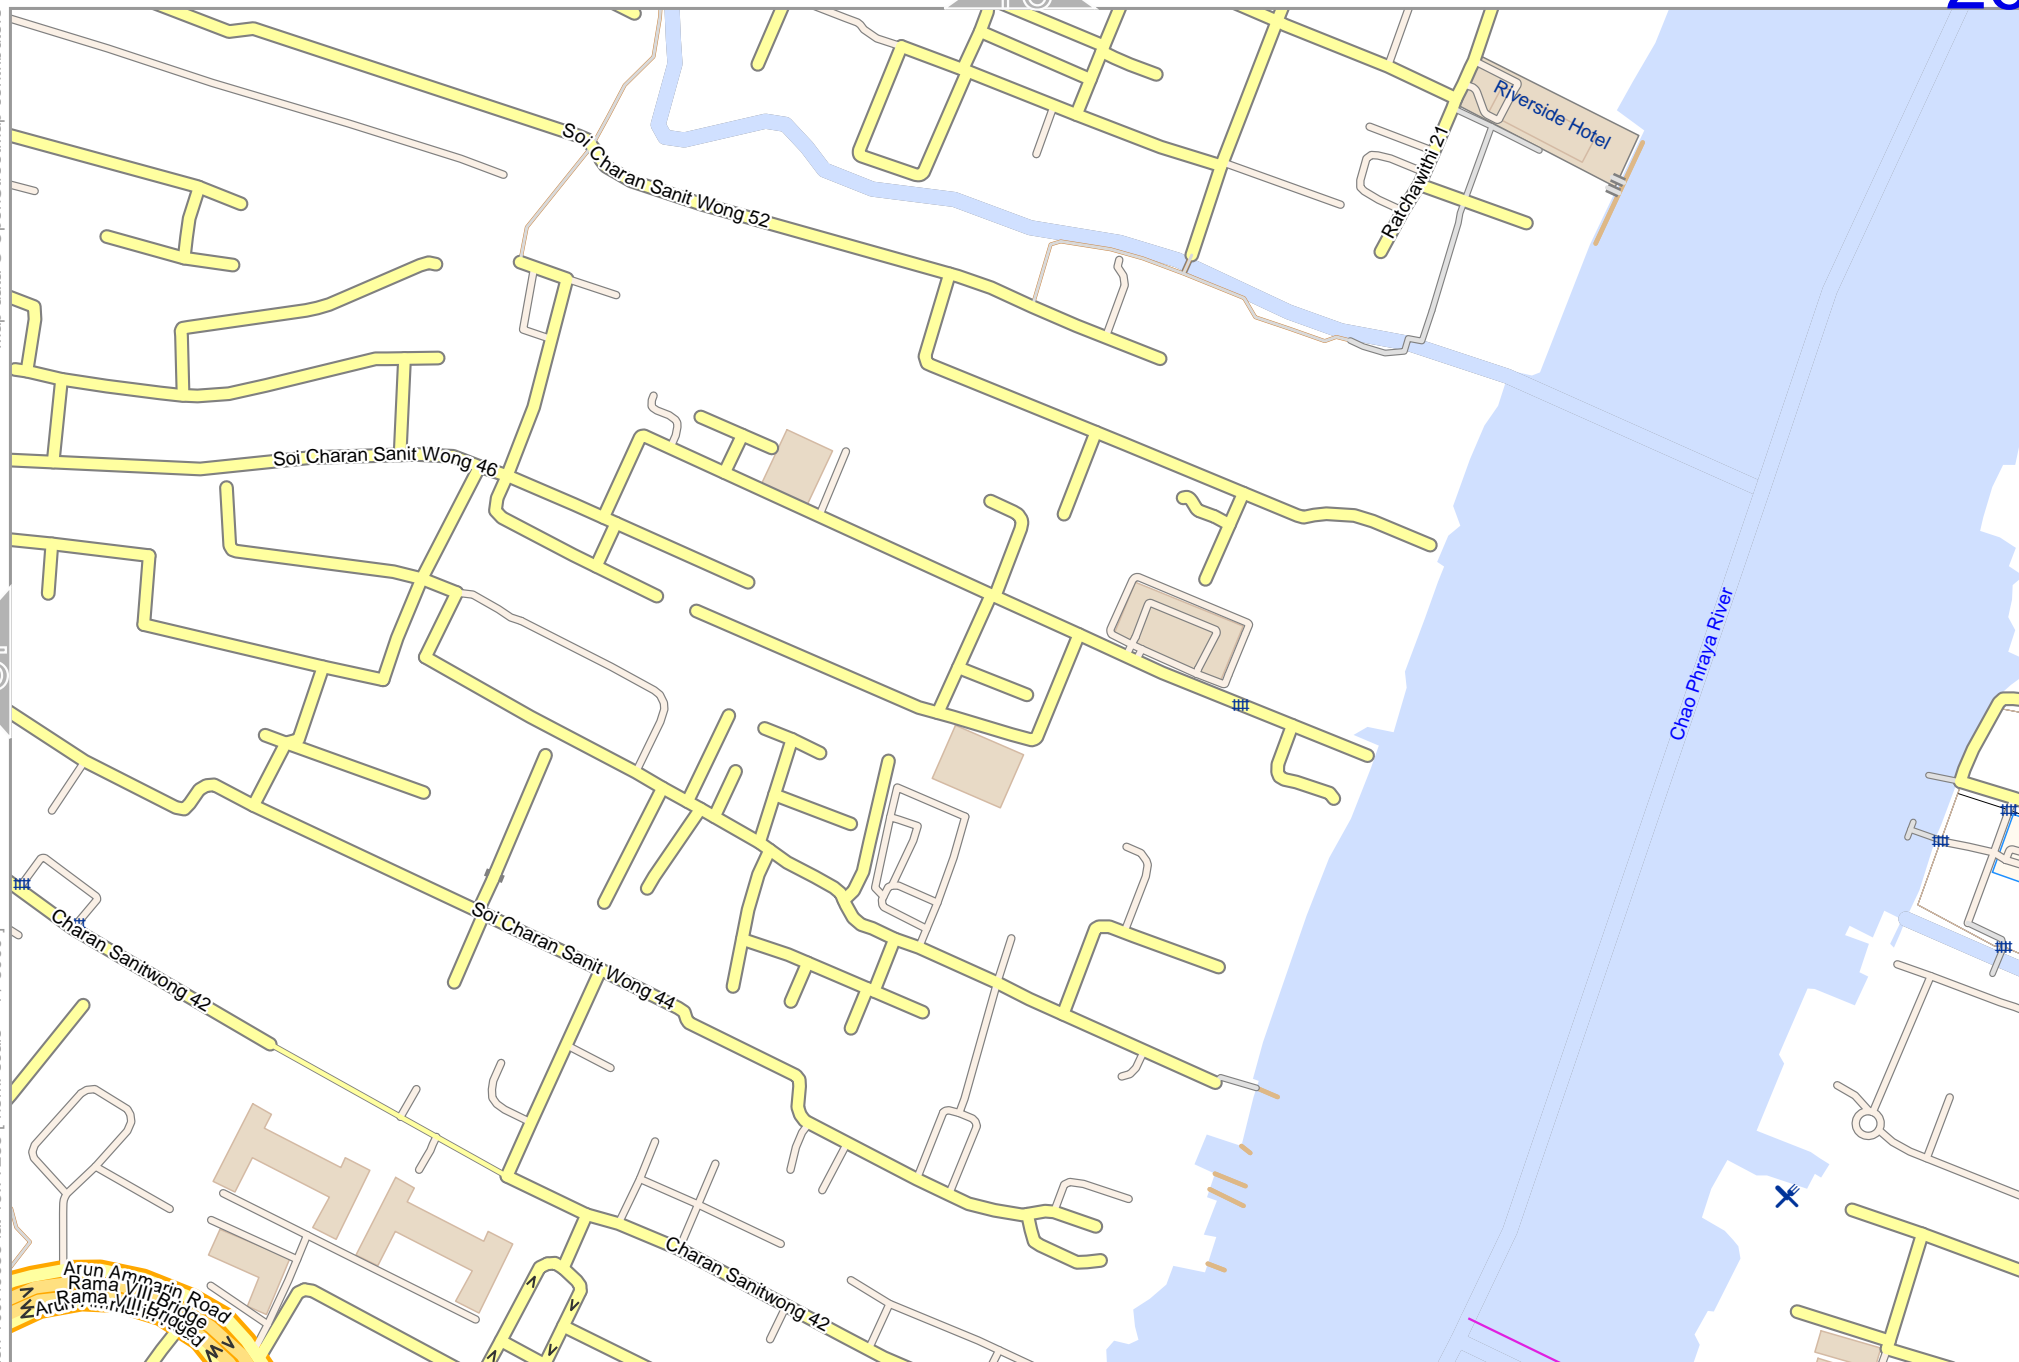 Riverside Hotel
Soi Charan Sanit Wong 52
Ratchawithi 21
Soi Charan Sanit Wong 46
Chao Phraya River
Soi Charan Sanit Wong 44
Charan Sanitwong 42
Charan Sanitwong 42
Arun Ammarin Road
Rama VIII Bridge
Rama VIII Bridge